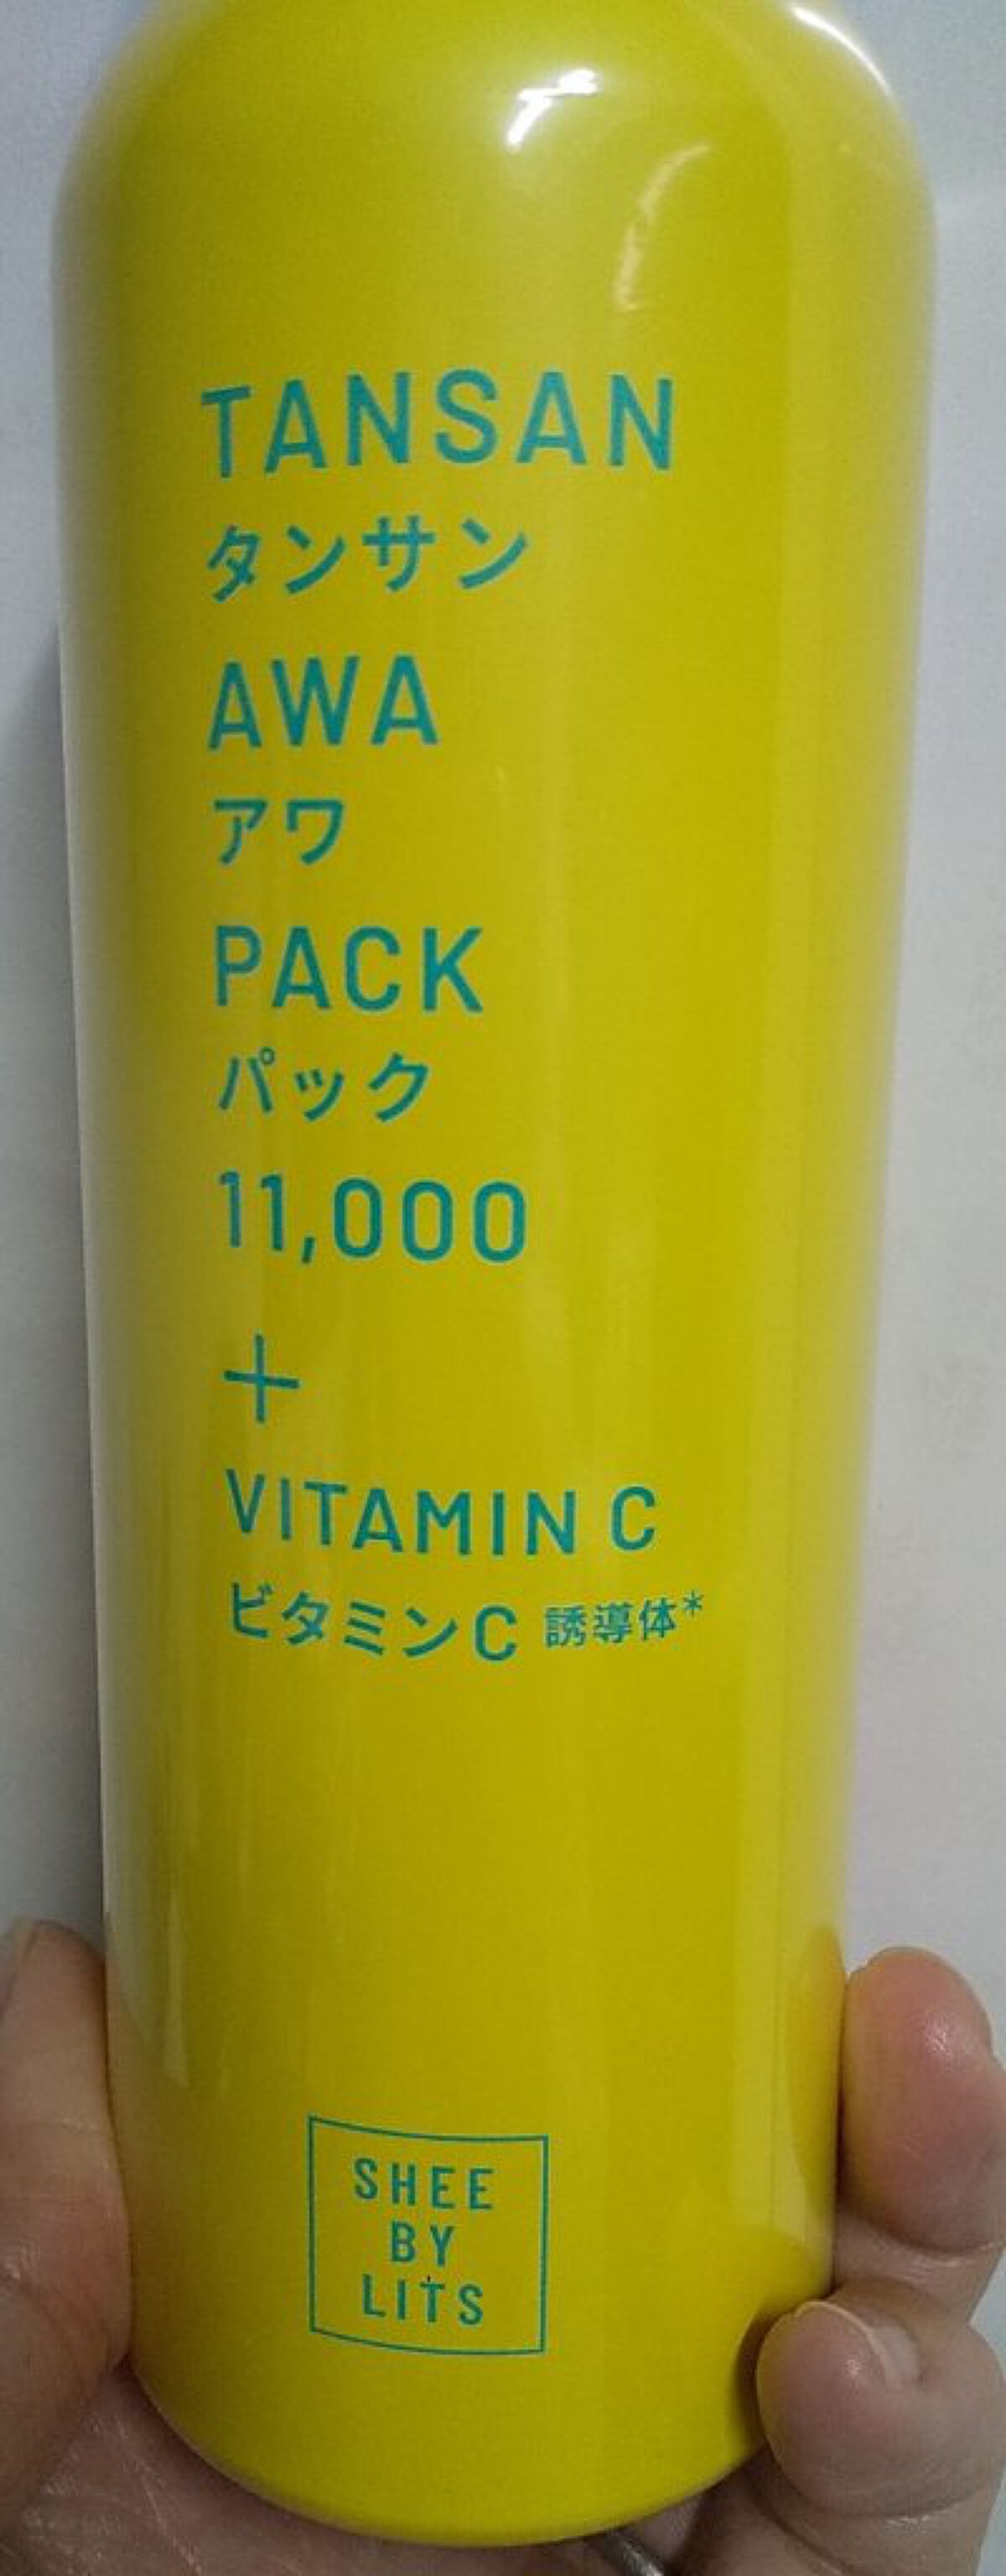 TANSAN
タンサン
AWA
アワ
PACK
パック
11,000
+
VITAMIN C
ビタミンC 誘導体*
SHEE
BY
LITS